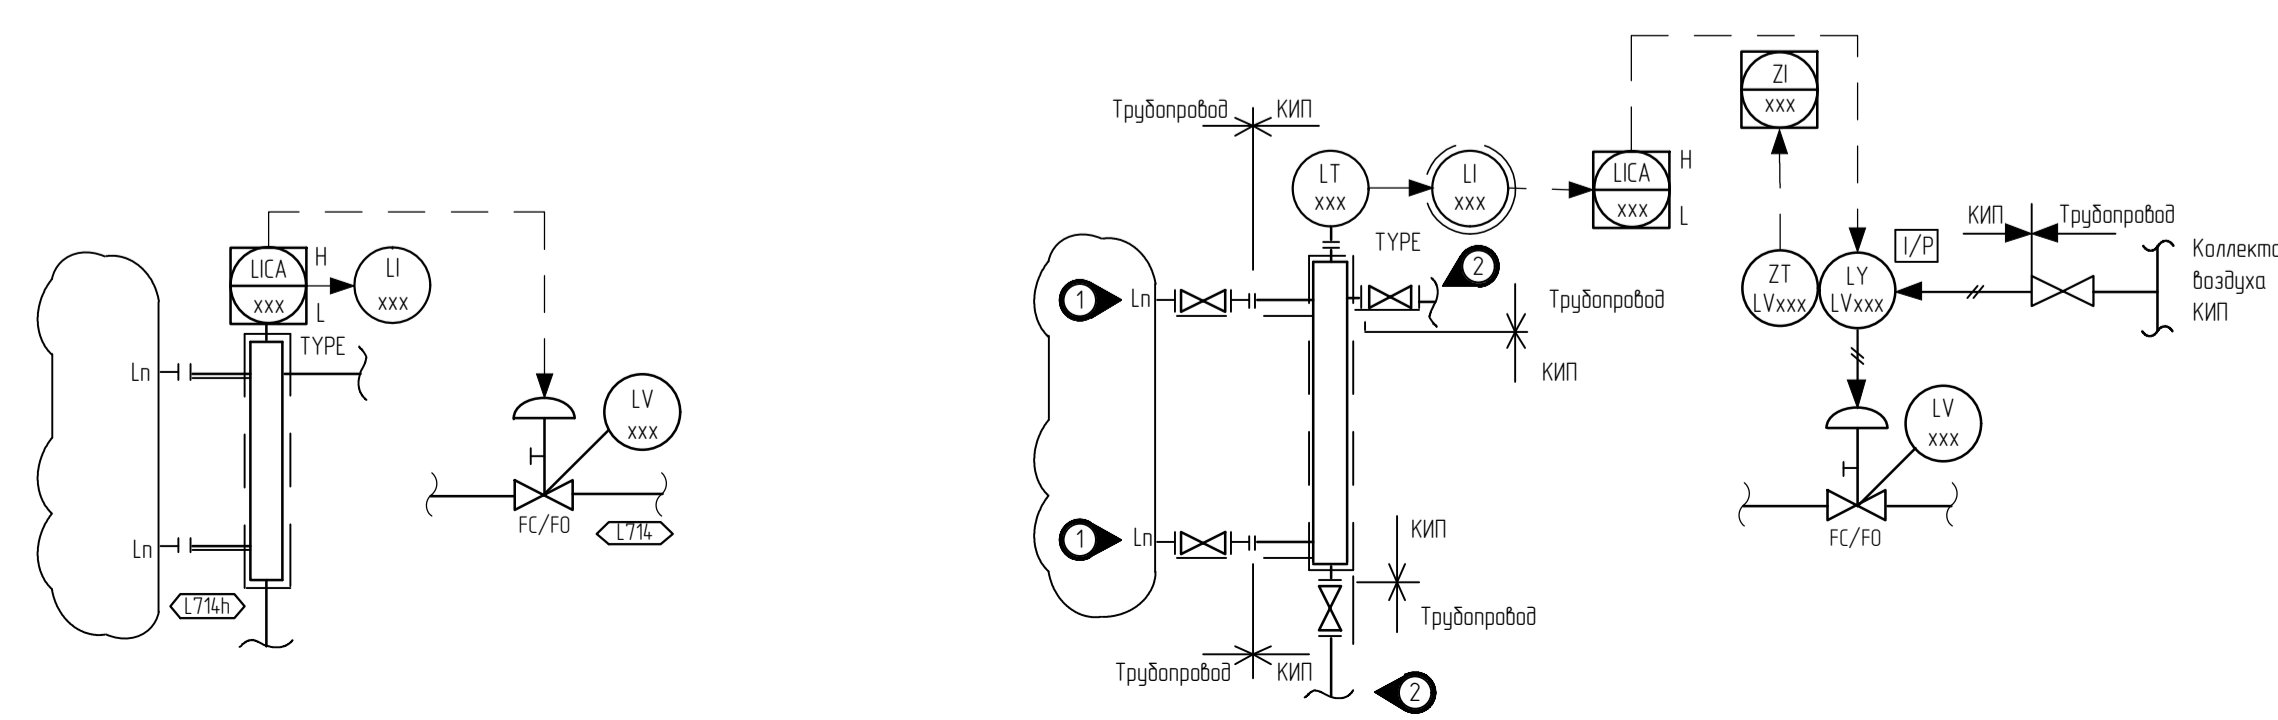 LICA
xxx
H
L
LI
xxx
TYPE
Ln
Ln
L714h
LV
xxx
FC/FO
L714
Трубопровод
КИП
LT
xxx
LI
xxx
LICA
xxx
H
L
ZI
xxx
TYPE
2
1
Ln
Трубопровод
КИП
1
Ln
КИП
Трубопровод
Трубопровод
КИП
2
ZT
LVxxx
LY
LVxxx
I/P
КИП
Трубопровод
Коллекто
воздуха
КИП
LV
xxx
FC/FO